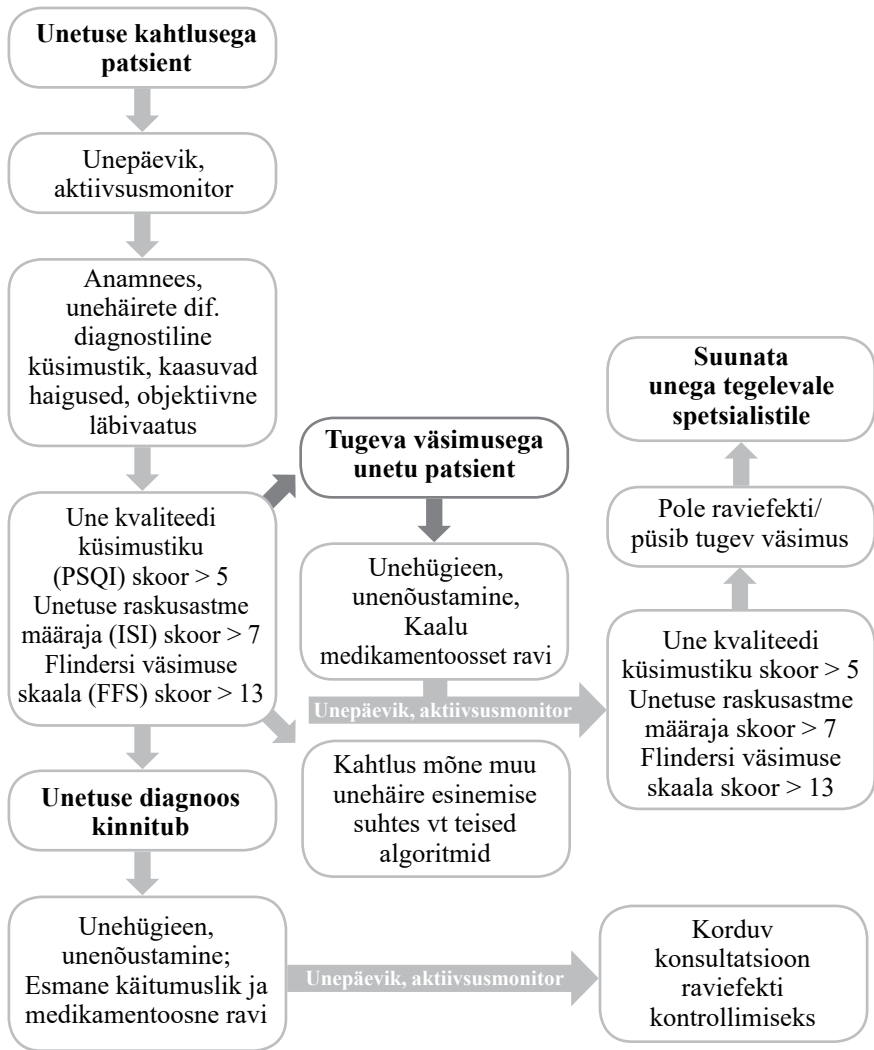 Unetuse kahtlusega
patsient
Unepäevik,
aktiivsusmonitor
Anamnees,
unehäirete dif.
diagnostiline
küsimustik, kaasuvad
haigused, objektiivne
läbivaatus
Une kvaliteedi
küsimustiku
(PSQI) skoor > 5
Unetuse raskusastme
määraja (ISI) skoor > 7
Flindersi väsimuse
skaala (FFS) skoor > 13
Unetuse diagnoos
kinnitub
Unehügieen,
unenõustamine;
Esmane käitumuslik ja
medikamentoosne ravi
Tugeva väsimusega
unetu patsient
Unehügieen,
unenõustamine,
Kaalu
medikamentoosset ravi
Unepäevik, aktiivsusmonitor
Kahtlus mõne muu
unehäire esinemise
suhtes vt teised
algoritmid
Unepäevik, aktiivsusmonitor
Suunata
unega tegelevale
spetsialistile
Pole raviefekti/
püsib tugev väsimus
Une kvaliteedi
küsimustiku skoor > 5
Unetuse raskusastme
määraja skoor > 7
Flindersi väsimuse
skaala skoor > 13
Korduv
konsultatsioon
raviefekti
kontrollimiseks